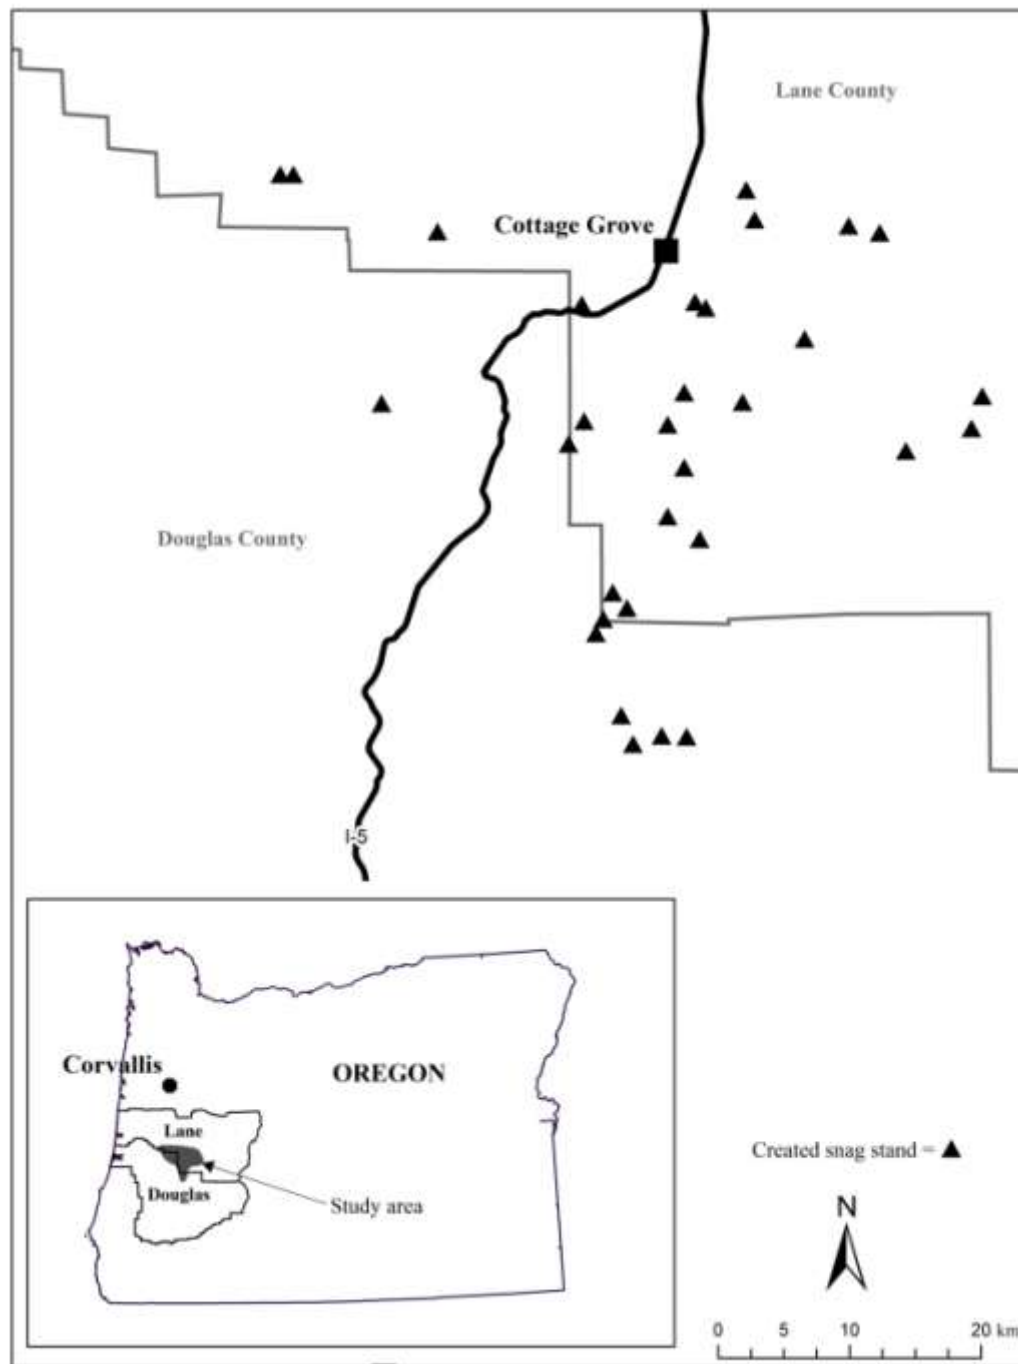 Lane County
Cottage Grove
Douglas County
I-5
Corvallis
OREGON
Lane
Douglas
Study area
Created snag stand =
N
0 5 10 20 km